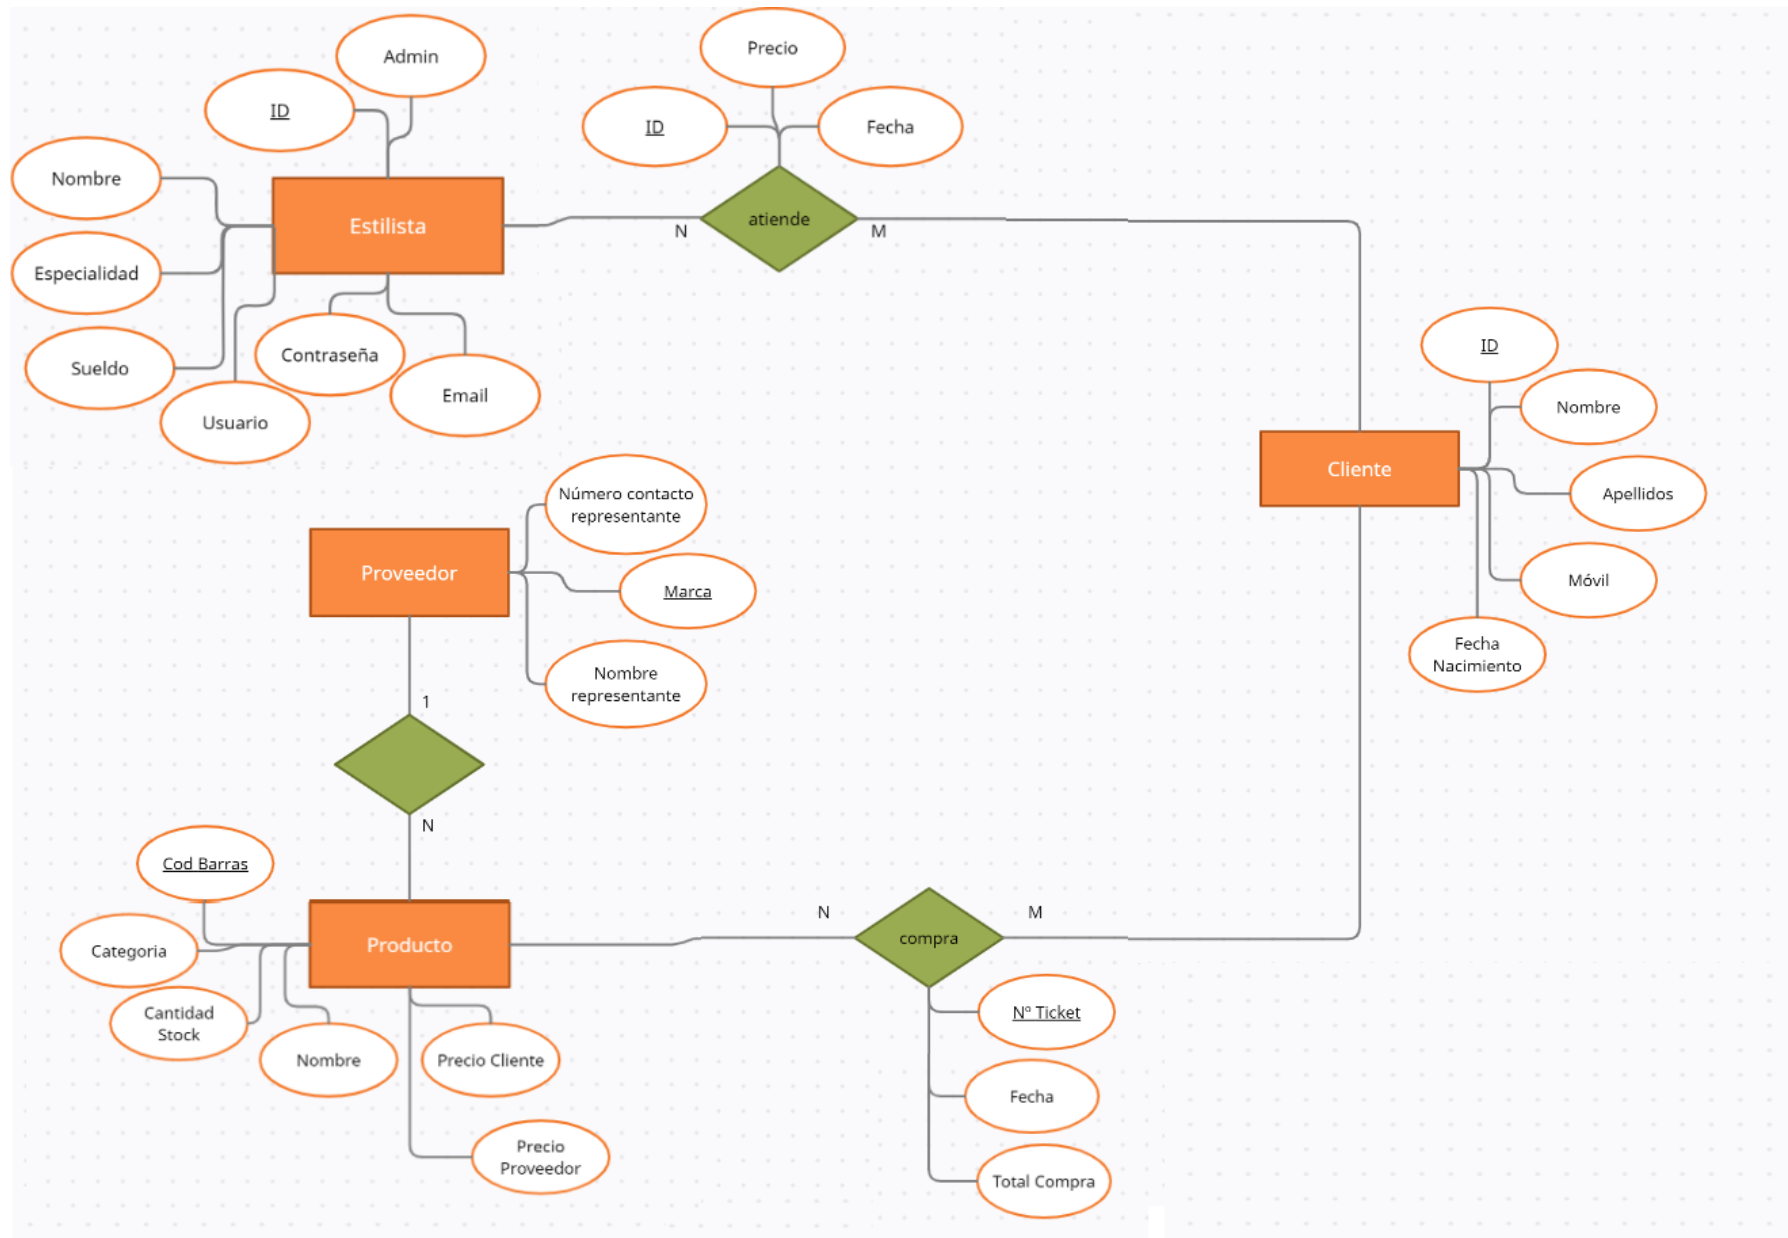 Admin
ID
Nombre
Estilista
Especialidad
Sueldo
Usuario
Contraseña
Email
Precio
ID
Fecha
atiende
N
M
ID
Nombre
Cliente
Apellidos
Móvil
Fecha
Nacimiento
Número contacto
representante
Proveedor
Marca
Nombre
representante
1
N
Cod Barras
Categoria
Producto
Cantidad
Stock
Nombre
Precio Cliente
Precio
Proveedor
N
M
compra
Nº Ticket
Fecha
Total Compra